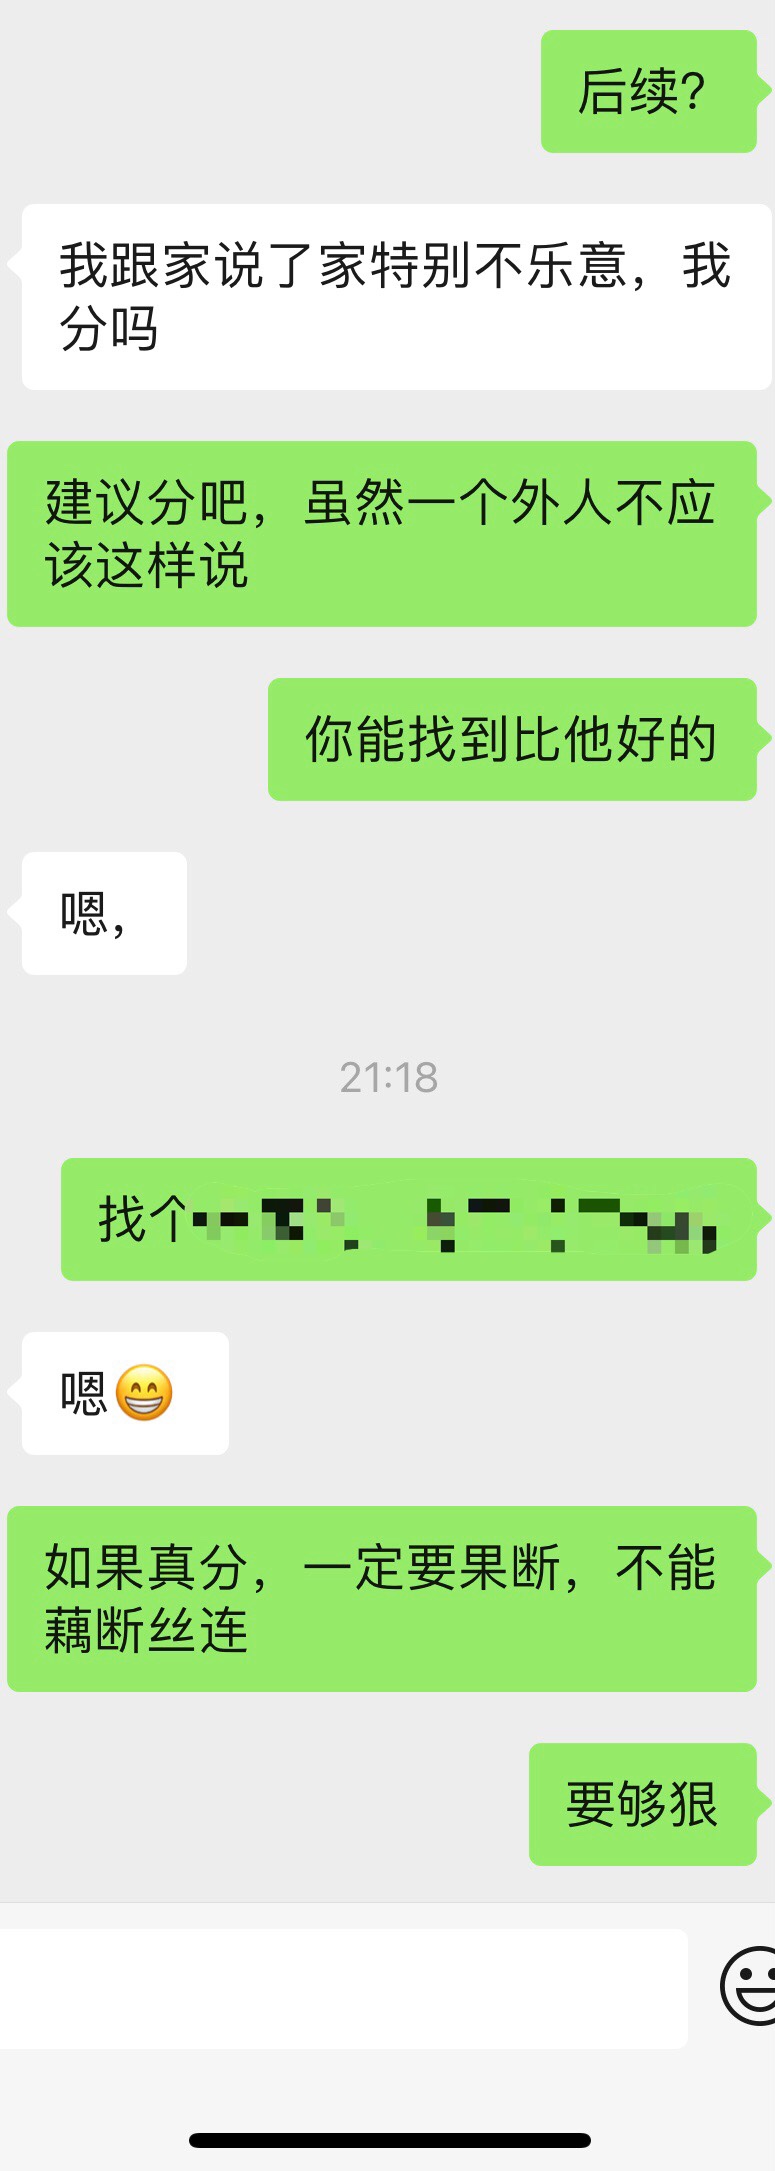 后续?
我跟家说了家特别不乐意，我
分吗
建议分吧，虽然一个外人不应
该这样说
你能找到比他好的
嗯，
21:18
找个
嗯😁
如果真分，一定要果断，不能
藕断丝连
要够狠